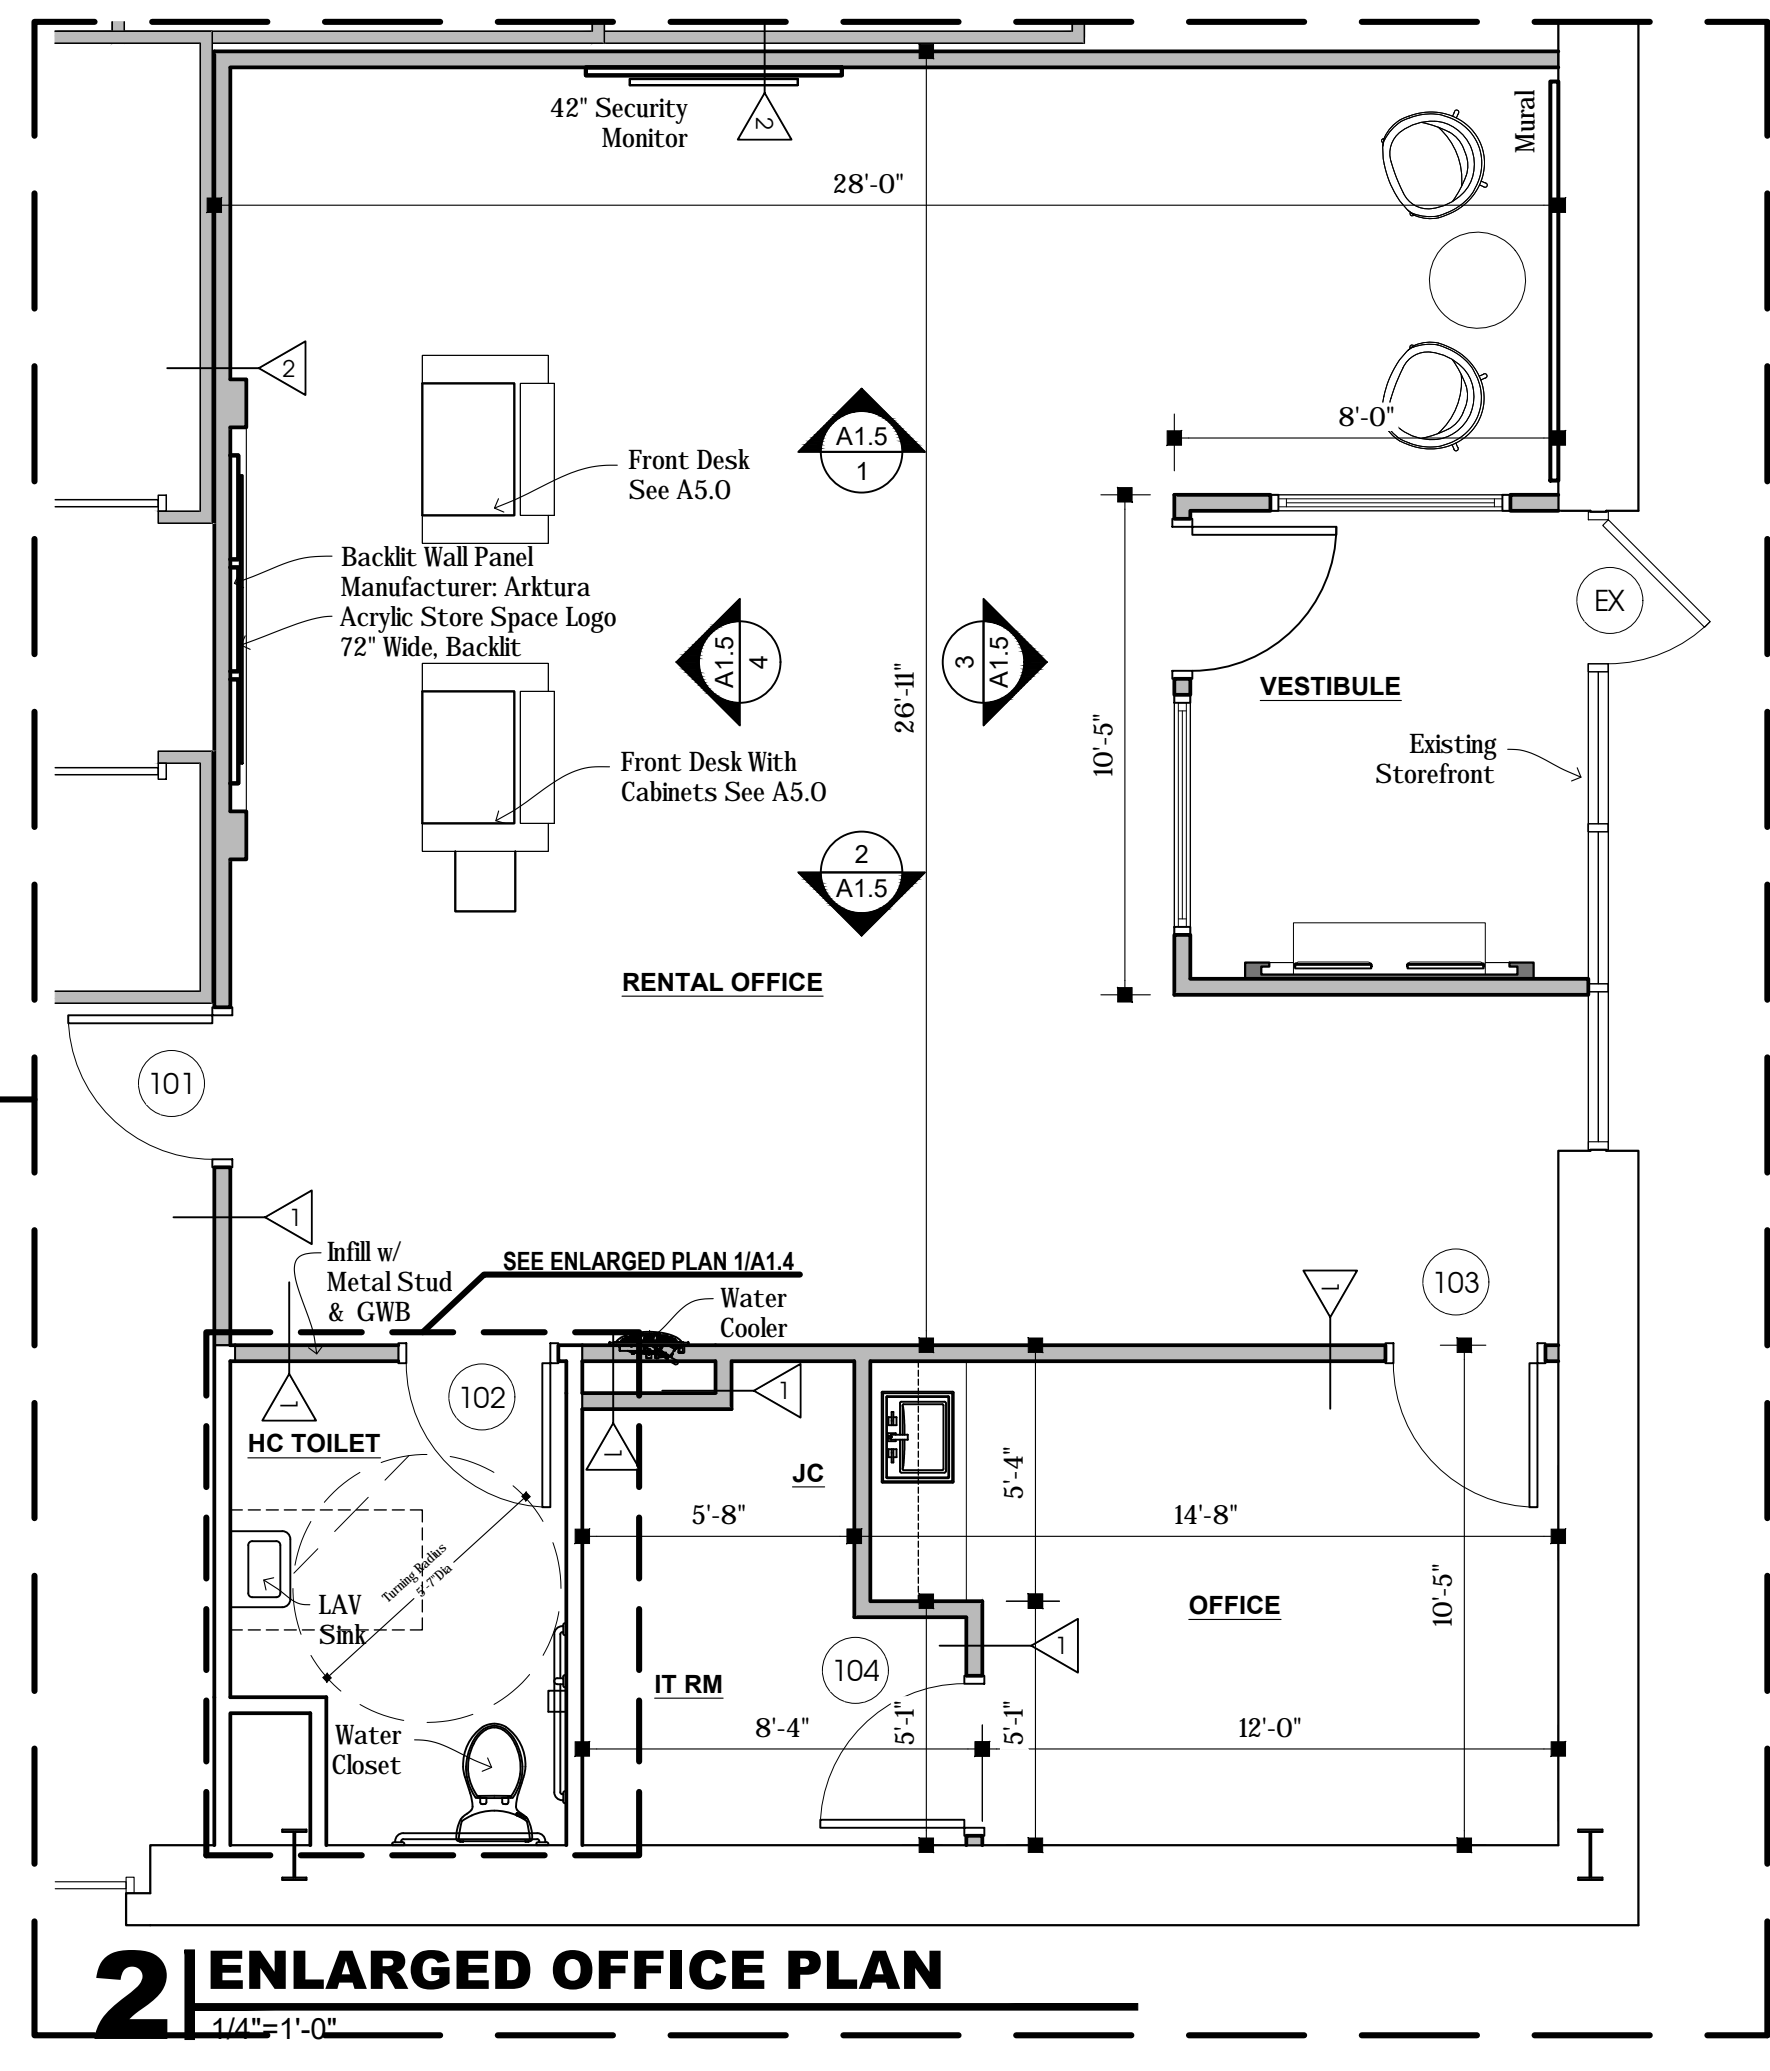 42" Security
Monitor
2
Mural
28'-0"
2
8'-0"
A1.5
1
Front Desk
See A5.0
Backlit Wall Panel
Manufacturer: Arktura
Acrylic Store Space Logo
72" Wide, Backlit
EX
A1.5
4
3
A1.5
26'-11"
VESTIBULE
10'-5"
Existing
Storefront
Front Desk With
Cabinets See A5.0
2
A1.5
RENTAL OFFICE
101
1
Infill w/
Metal Stud
& GWB
SEE ENLARGED PLAN 1/A1.4
Water
Cooler
1
103
102
1
1
1
HC TOILET
JC
5'-4"
5'-8"
14'-8"
Turning Radius
5'-7"Dia
LAV
Sink
OFFICE
10'-5"
1
104
IT RM
8'-4"
5'-1"
5'-1"
12'-0"
Water
Closet
2
ENLARGED OFFICE PLAN
1/4"=1'-0"